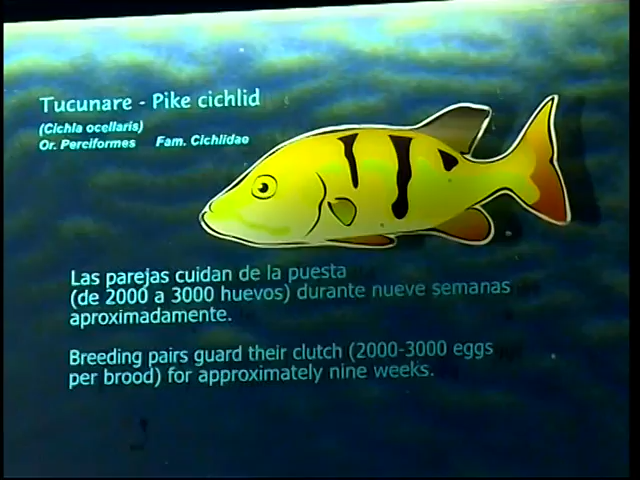 Tucunare - Pike cichlid
(Cichla ocellaris)
Or. Perciformes Fam. Cichlidae
Las parejas cuidan de la puesta
(de 2000 a 3000 huevos) durante nueve semanas
aproximadamente.
Breeding pairs guard their clutch (2000-3000 eggs
per brood) for approximately nine weeks.